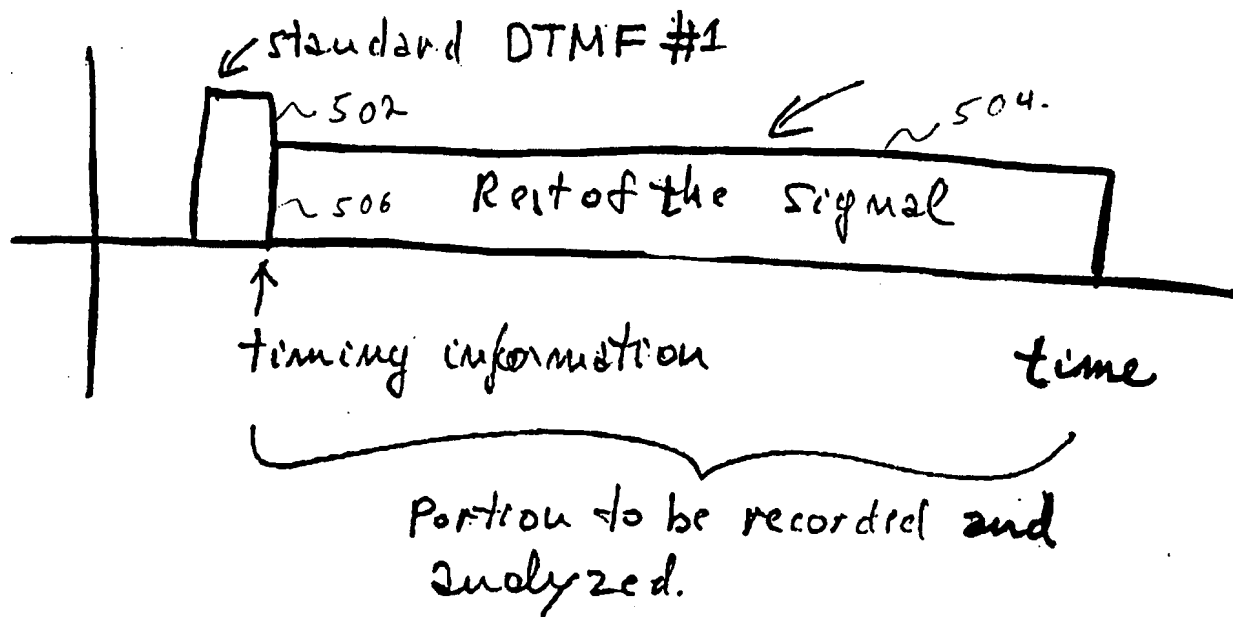 standard DTMF #1
502
504.
506
Rest of the signal
timing information
time
Portion to be recorded and
analyzed.